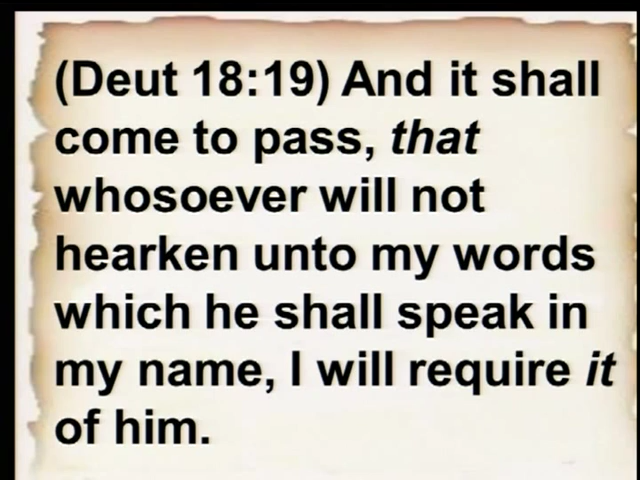 (Deut 18:19) And it shall
come to pass, that
whosoever will not
hearken unto my words
which he shall speak in
my name, I will require it
of him.